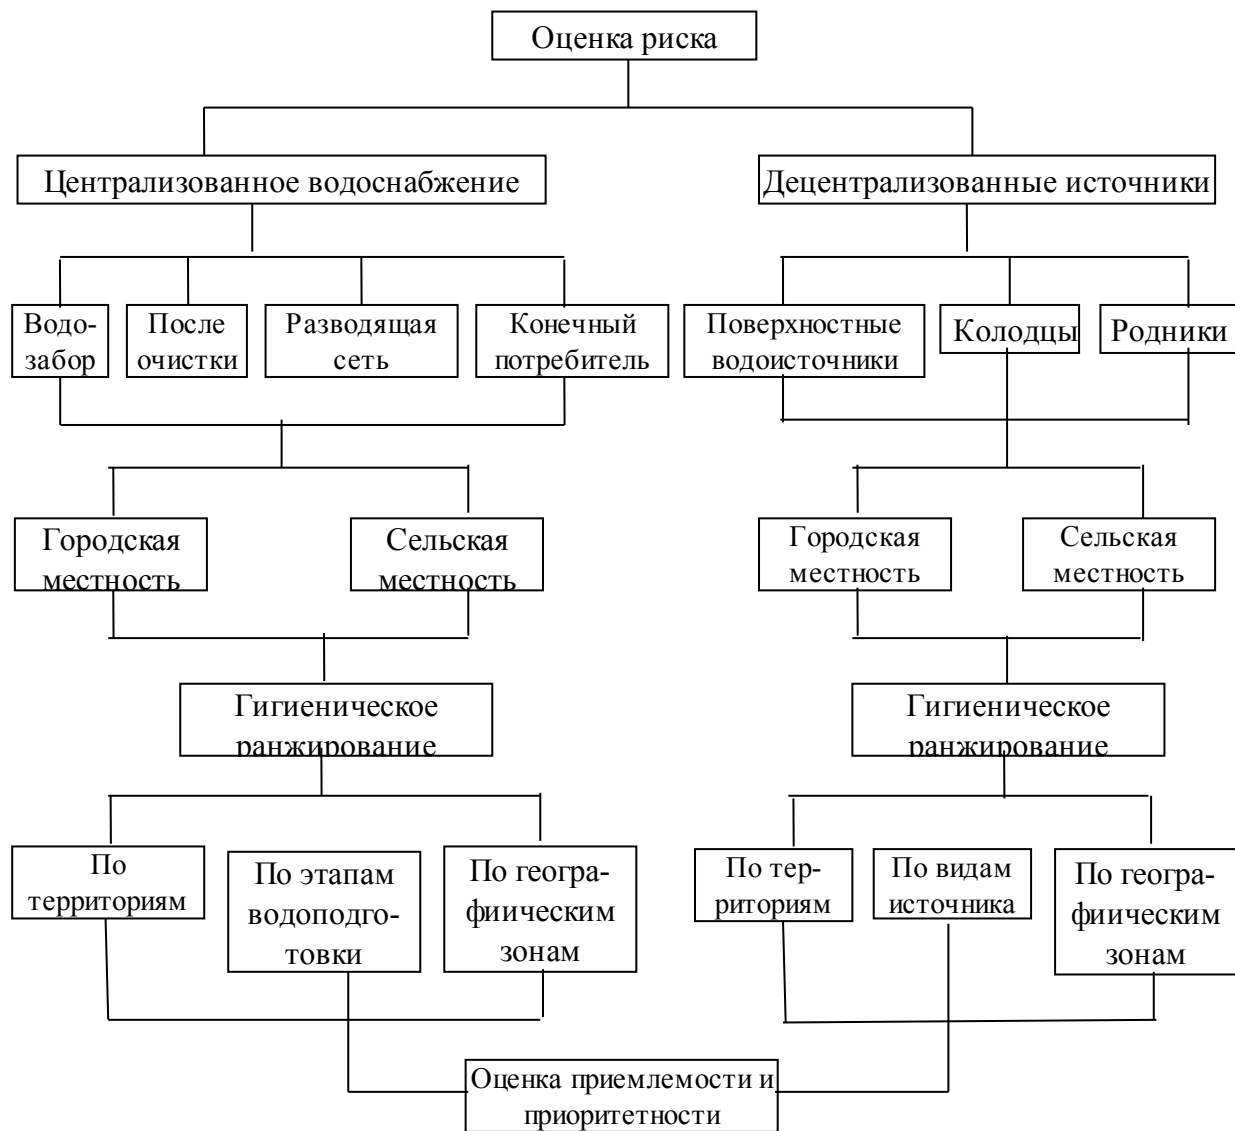 Оценка риска
Централизованное водоснабжение
Децентрализованные источники
Водо-
забор
После
очистки
Разводящая
сеть
Конечный
потребитель
Поверхностные
водоисточники
Колодцы
Родники
Городская
местность
Сельская
местность
Городская
местность
Сельская
местность
Гигиеническое
ранжирование
Гигиеническое
ранжирование
По
территориям
По этапам
водоподго-
товки
По геогра-
фиическим
зонам
По тер-
риториям
По видам
источника
По геогра-
фиическим
зонам
Оценка приемлемости и
приоритетности